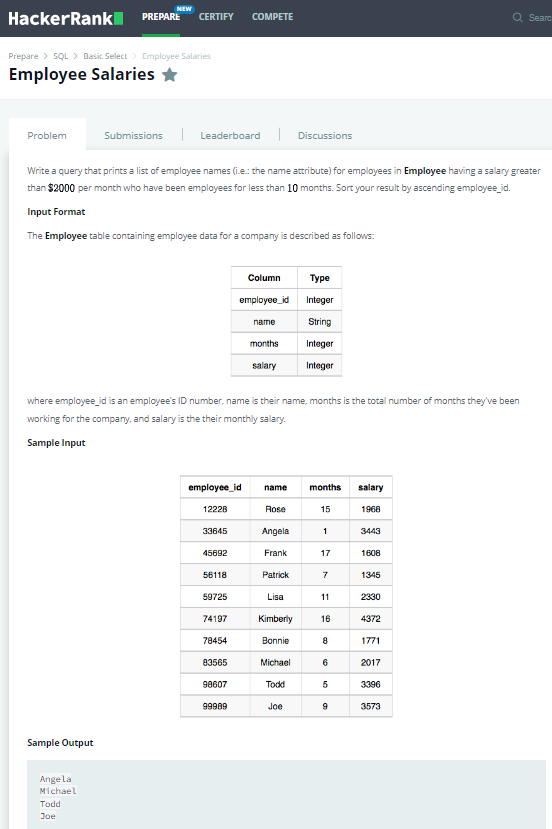 HackerRank
PREPARE NEW CERTIFY COMPETE
Searc
Prepare > SQL > Basic Select > Employee Salaries
Employee Salaries
Problem Submissions Leaderboard Discussions
Write a query that prints a list of employee names (i.e.: the name attribute) for employees in Employee having a salary greater
than $2000 per month who have been employees for less than 10 months. Sort your result by ascending employee_id.
Input Format
The Employee table containing employee data for a company is described as follows:
Column Type
employee_id Integer
name String
months Integer
salary Integer
where employee_id is an employee's ID number, name is their name, months is the total number of months they've been
working for the company, and salary is the their monthly salary.
Sample Input
employee_id name months salary
12228 Rose 15 1968
33645 Angela 1 3443
45692 Frank 17 1608
56118 Patrick 7 1345
59725 Lisa 11 2330
74197 Kimberly 16 4372
78454 Bonnie 8 1771
83565 Michael 6 2017
98607 Todd 5 3396
99989 Joe 9 3573
Sample Output
Angela
Michael
Todd
Joe